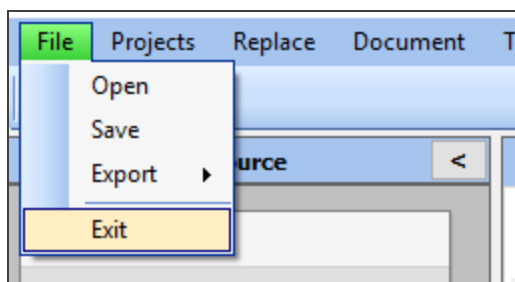 File Projects Replace Document T
Open
Save
urce <
Export
Exit